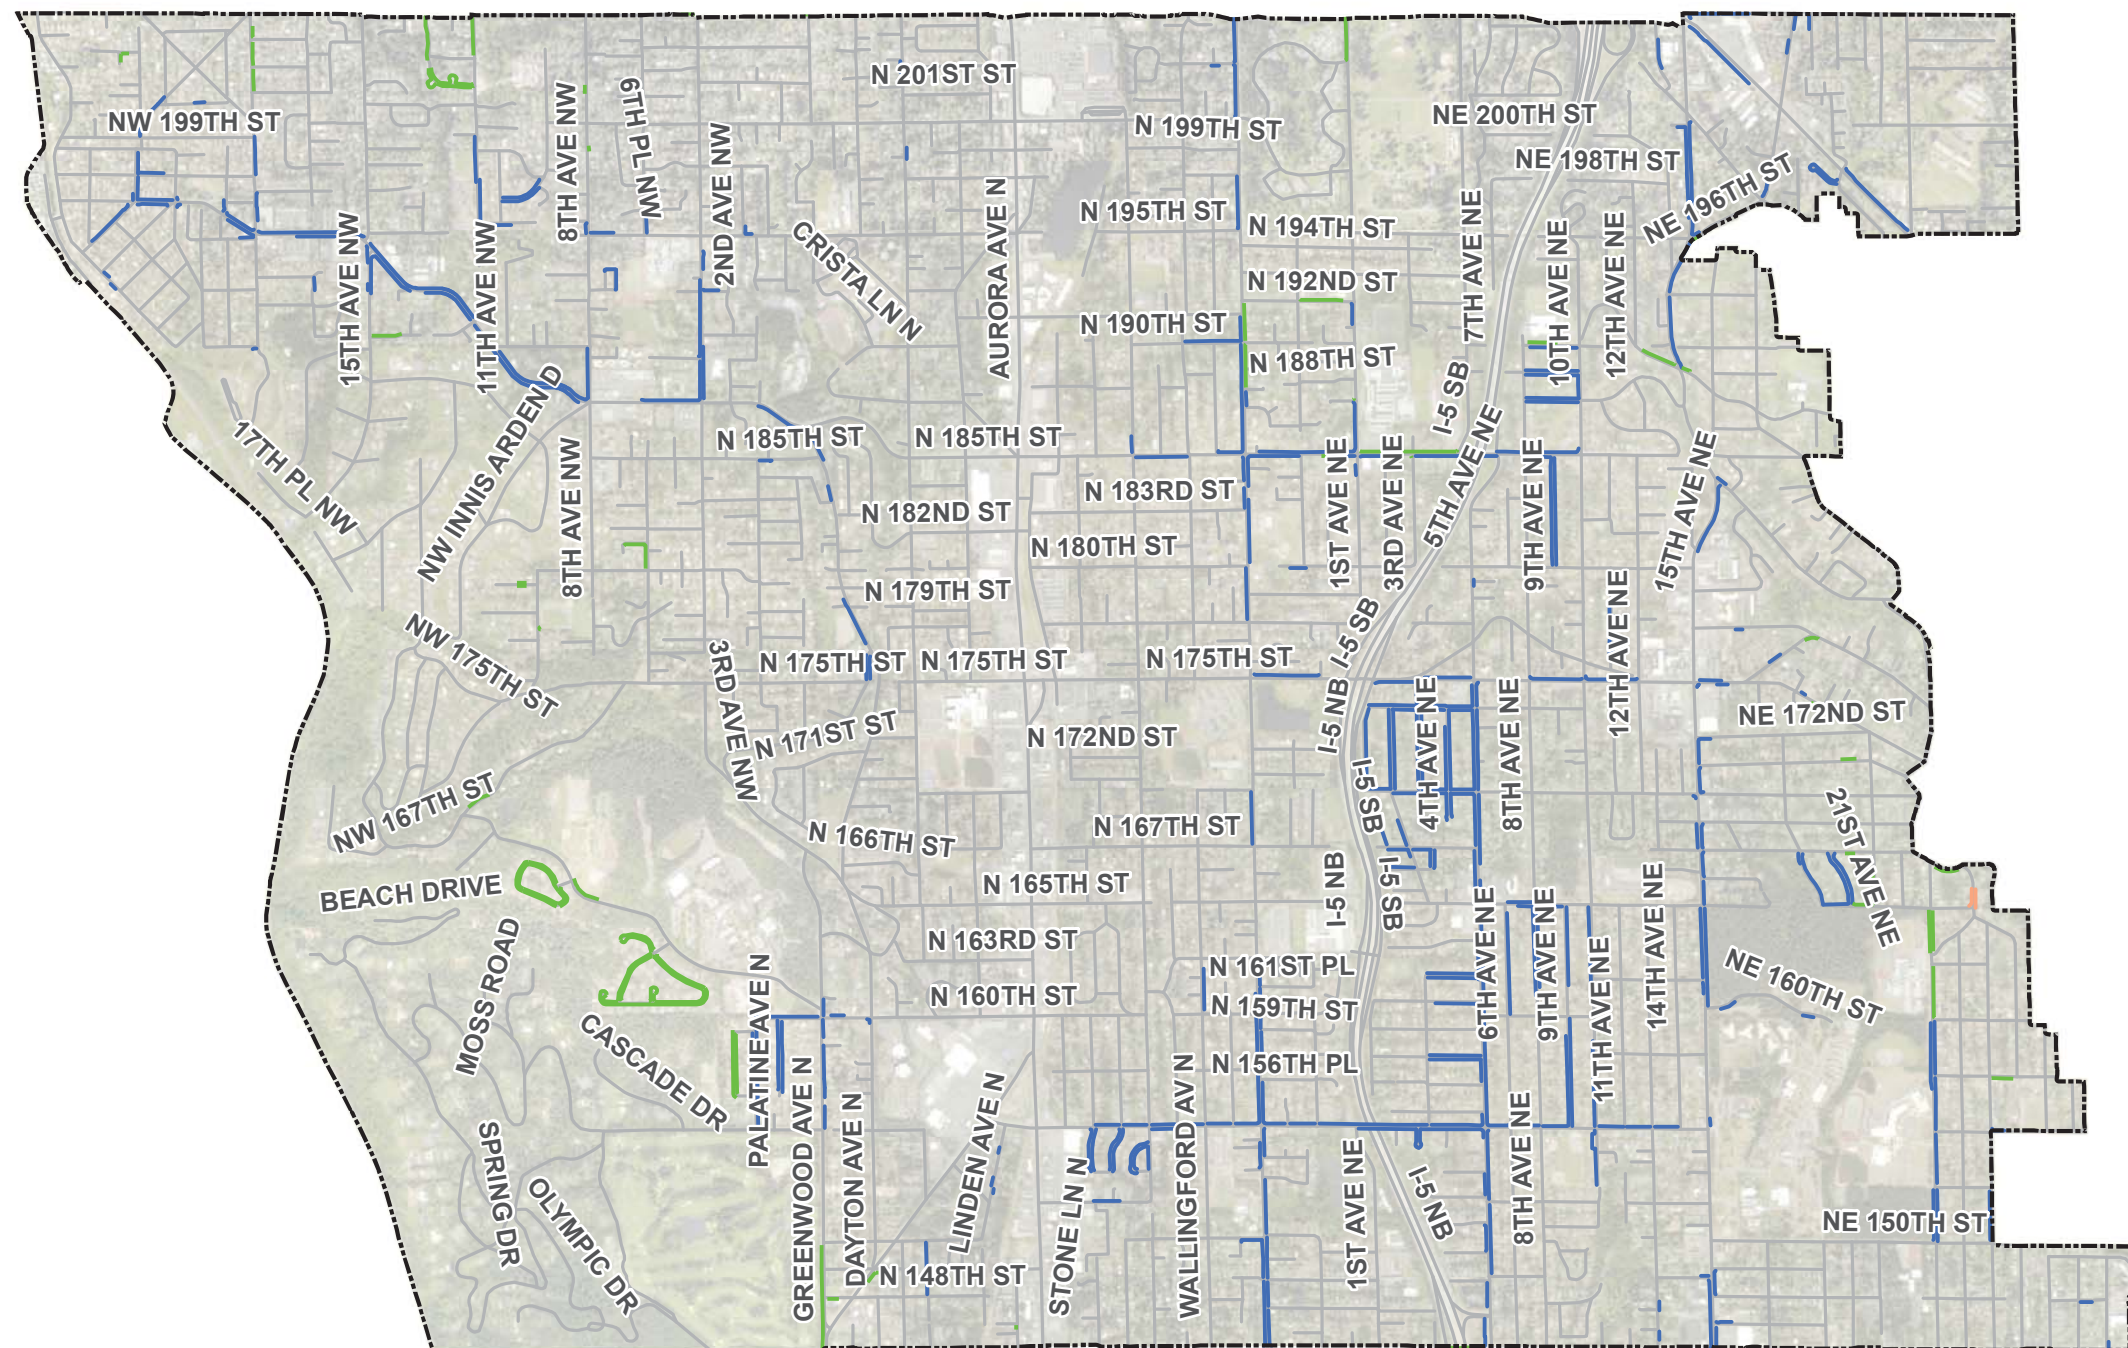 N 201ST ST
NW 199TH ST
8TH AVE NW
6TH PL NW
2ND AVE NW
N 199TH ST
NE 200TH ST
NE 198TH ST
NE 196TH ST
N 195TH ST
N 194TH ST
15TH AVE NW
11TH AVE NW
CRISTA LN N
AURORA AVE N
N 192ND ST
N 190TH ST
N 188TH ST
7TH AVE NE
10TH AVE NE
12TH AVE NE
I-5 SB
17TH PL NW
NW INNIS ARDEN D
8TH AVE NW
N 185TH ST
N 185TH ST
N 183RD ST
N 182ND ST
N 180TH ST
N 179TH ST
1ST AVE NE
3RD AVE NE
5TH AVE NE
9TH AVE NE
15TH AVE NE
12TH AVE NE
NW 175TH ST
3RD AVE NW
N 175TH ST
N 175TH ST
N 175TH ST
I-5 SB
I-5 NB
N 171ST ST
N 172ND ST
4TH AVE NE
8TH AVE NE
NE 172ND ST
NW 167TH ST
N 166TH ST
N 167TH ST
I-5 SB
21ST AVE NE
BEACH DRIVE
N 165TH ST
I-5 NB
I-5 SB
6TH AVE NE
9TH AVE NE
11TH AVE NE
14TH AVE NE
MOSS ROAD
N 163RD ST
N 161ST PL
N 160TH ST
N 159TH ST
NE 160TH ST
CASCADE DR
PALATINE AVE N
N 156TH PL
GREENWOOD AVE N
DAYTON AVE N
LINDEN AVE N
STONE LN N
WALLINGFORD AV N
1ST AVE NE
I-5 NB
8TH AVE NE
SPRING DR
OLYMPIC DR
NE 150TH ST
N 148TH ST